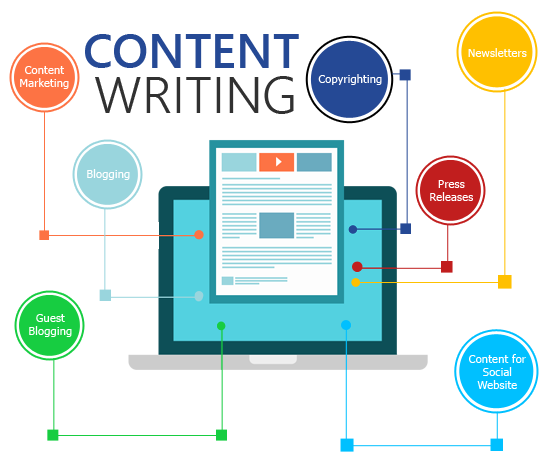 CONTENT
WRITING
Content
Marketing
Copyrighting
Newsletters
Blogging
Press
Releases
Guest
Blogging
Content for
Social
Website